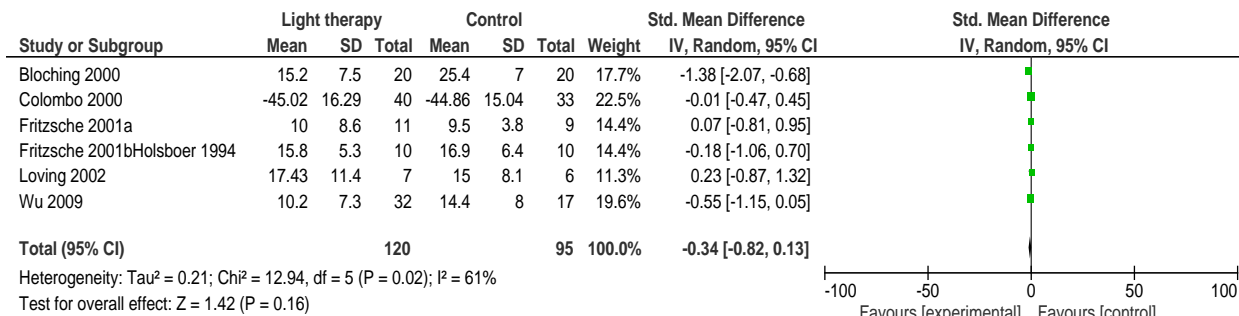 Light therapy Control Std. Mean Difference Std. Mean Difference
Study or Subgroup Mean SD Total Mean SD Total Weight IV, Random, 95% CI IV, Random, 95% CI
Bloching 2000 15.2 7.5 20 25.4 7 20 17.7% -1.38 [-2.07, -0.68]
Colombo 2000 -45.02 16.29 40 -44.86 15.04 33 22.5% -0.01 [-0.47, 0.45]
Fritzsche 2001a 10 8.6 11 9.5 3.8 9 14.4% 0.07 [-0.81, 0.95]
Fritzsche 2001bHolsboer 1994 15.8 5.3 10 16.9 6.4 10 14.4% -0.18 [-1.06, 0.70]
Loving 2002 17.43 11.4 7 15 8.1 6 11.3% 0.23 [-0.87, 1.32]
Wu 2009 10.2 7.3 32 14.4 8 17 19.6% -0.55 [-1.15, 0.05]
Total (95% CI) 120 95 100.0% -0.34 [-0.82, 0.13]
Heterogeneity: Tau² = 0.21; Chi² = 12.94, df = 5 (P = 0.02); I² = 61%
Test for overall effect: Z = 1.42 (P = 0.16)
-100 -50 0 50 100
Favours [experimental] Favours [control]